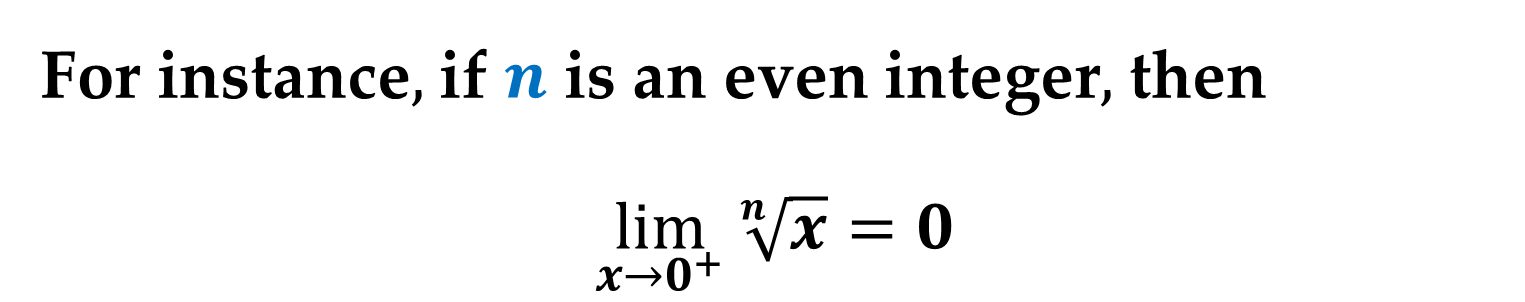 For instance, if n is an even integer, then
lim x→0⁺ ⁿ√x = 0